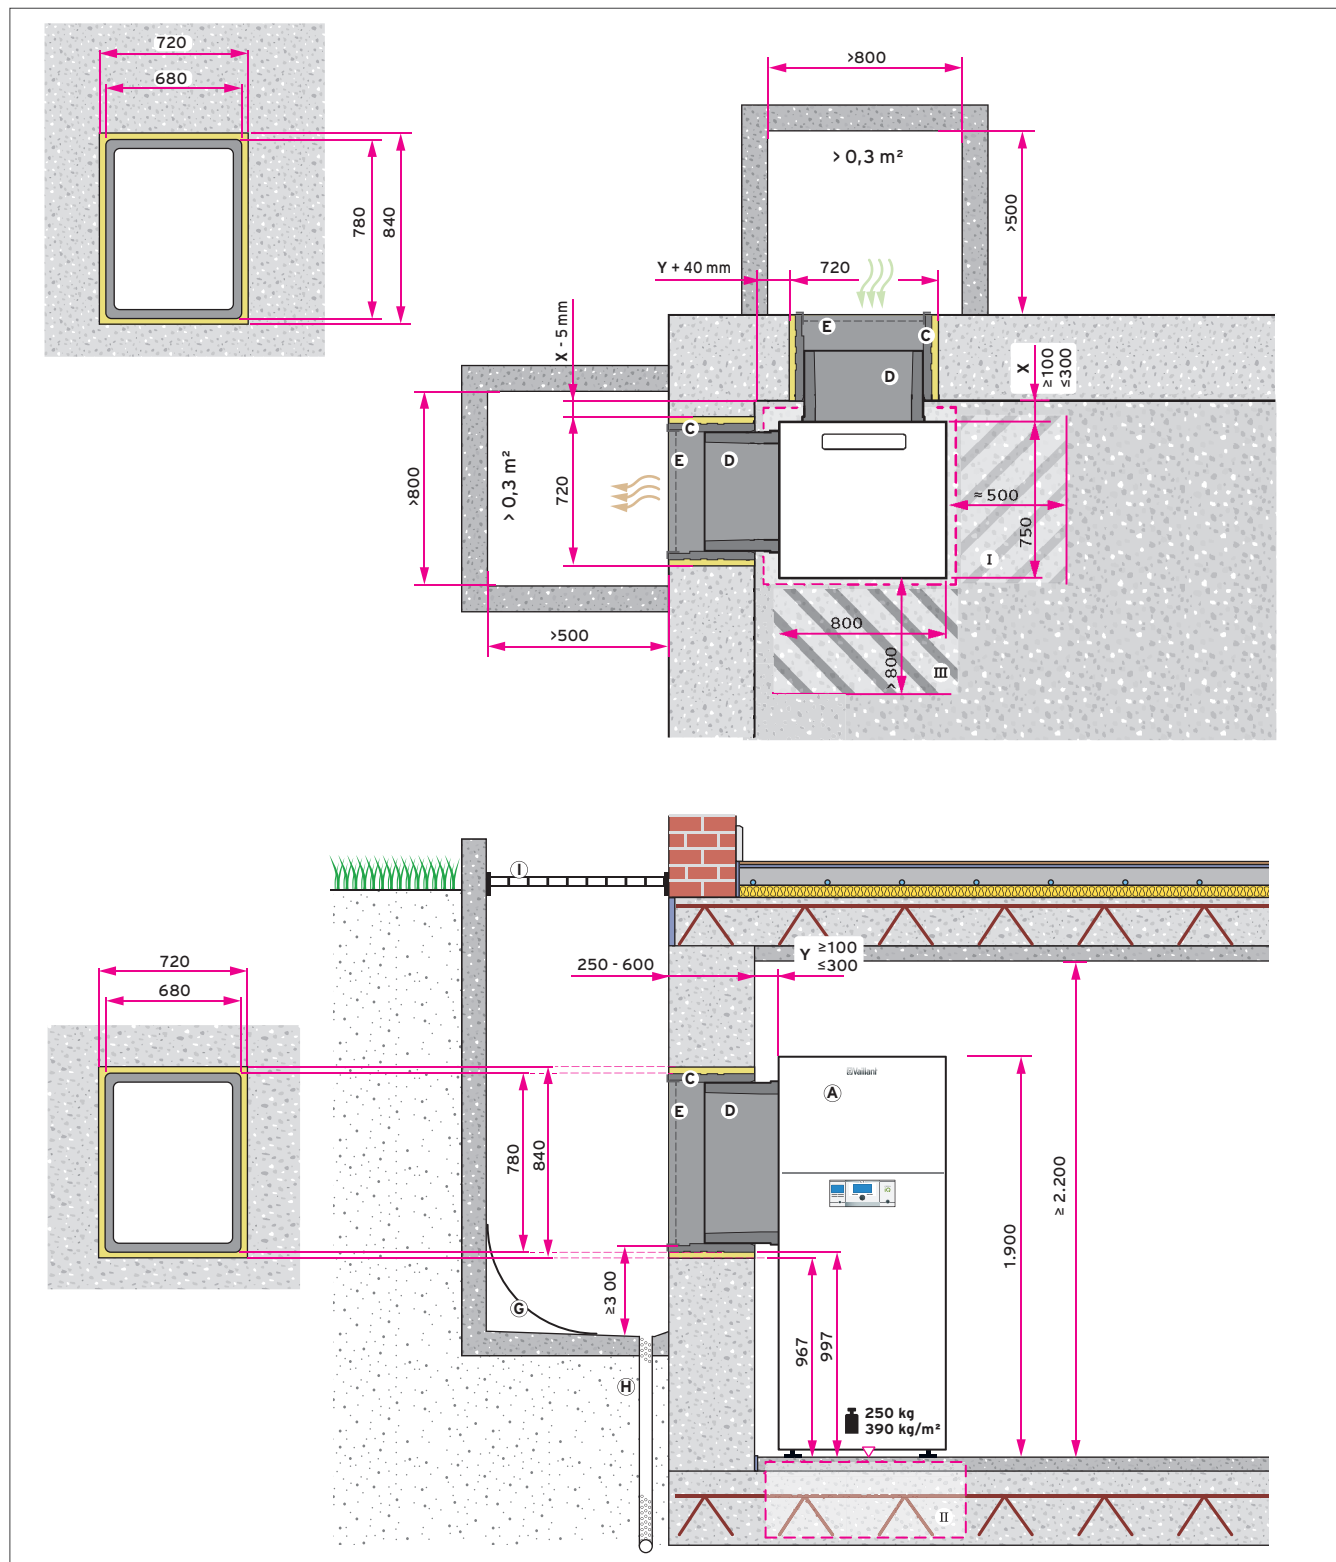 720
680
780
840
>800
> 0,3 m²
>500
Y + 40 mm
720
X - 5 mm
E
C
D
X
≥100
≤300
>800
> 0,3 m²
720
C
E
D
≈ 500
750
I
>500
800
> 800
III
I
250 - 600
Y
≥100
≤300
720
680
780
840
C
E
D
Vaillant
A
≥ 2.200
1.900
≥3 00
G
967
997
H
250 kg
390 kg/m²
II